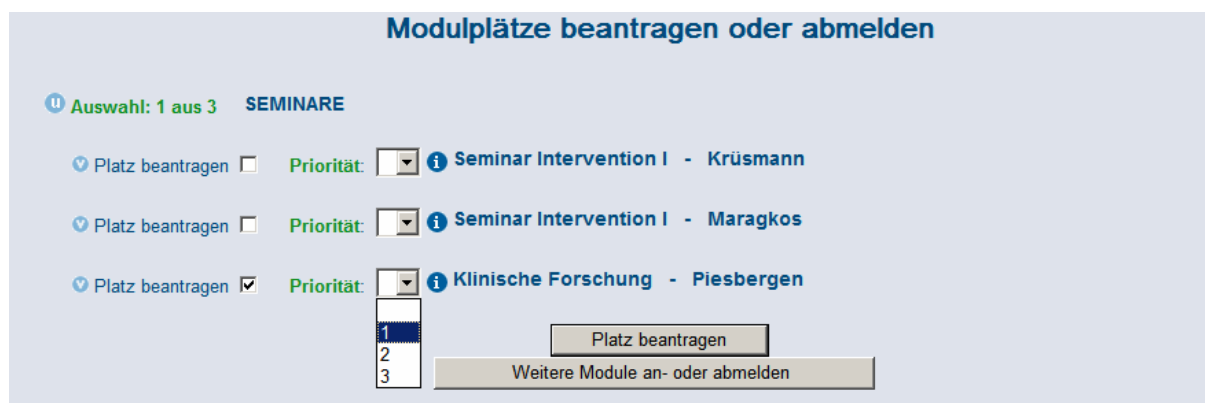 Modulplätze beantragen oder abmelden
U Auswahl: 1 aus 3 SEMINARE
V Platz beantragen Priorität: i Seminar Intervention I - Krüsmann
V Platz beantragen Priorität: i Seminar Intervention I - Maragkos
V Platz beantragen Priorität: i Klinische Forschung - Piesbergen
1
2
3
Platz beantragen
Weitere Module an- oder abmelden